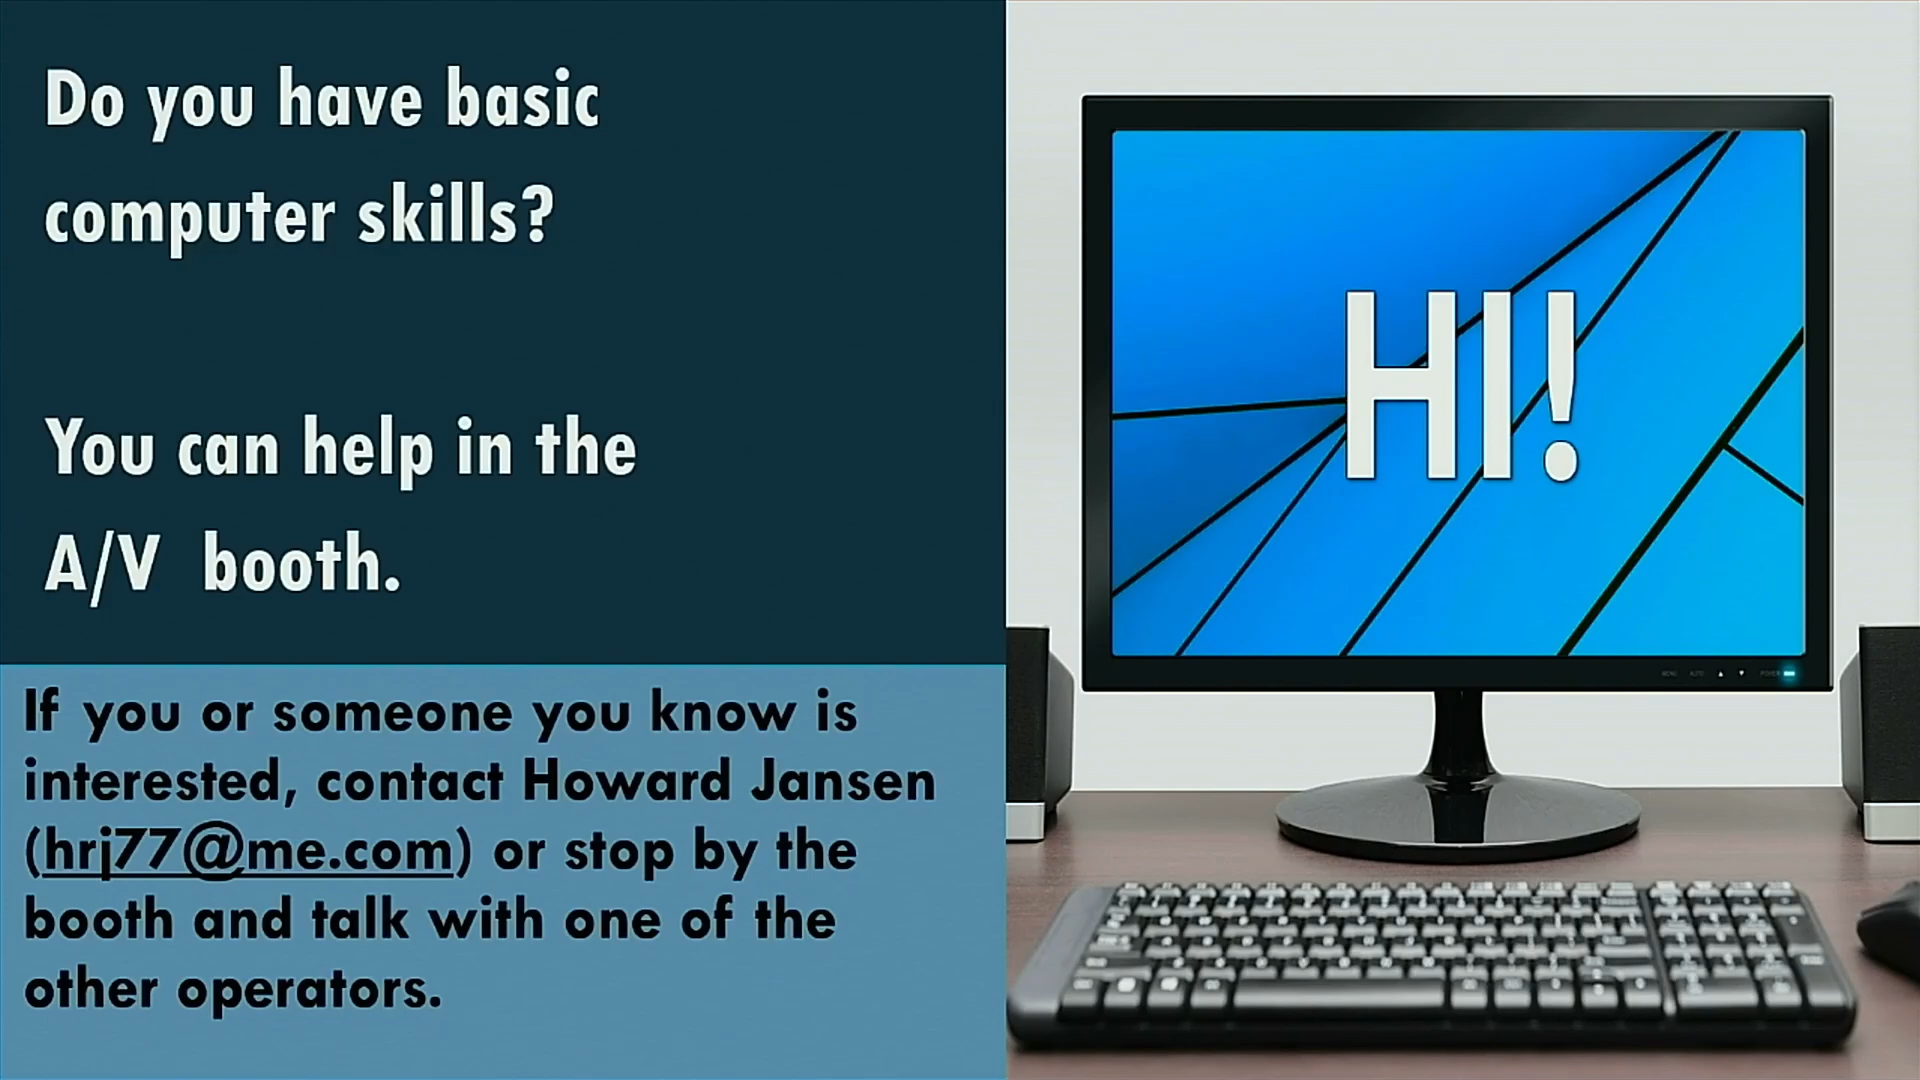 Do you have basic
computer skills?
You can help in the
A/V  booth.
If you or someone you know is
interested, contact Howard Jansen
(hrj77@me.com) or stop by the
booth and talk with one of the
other operators.
HI!